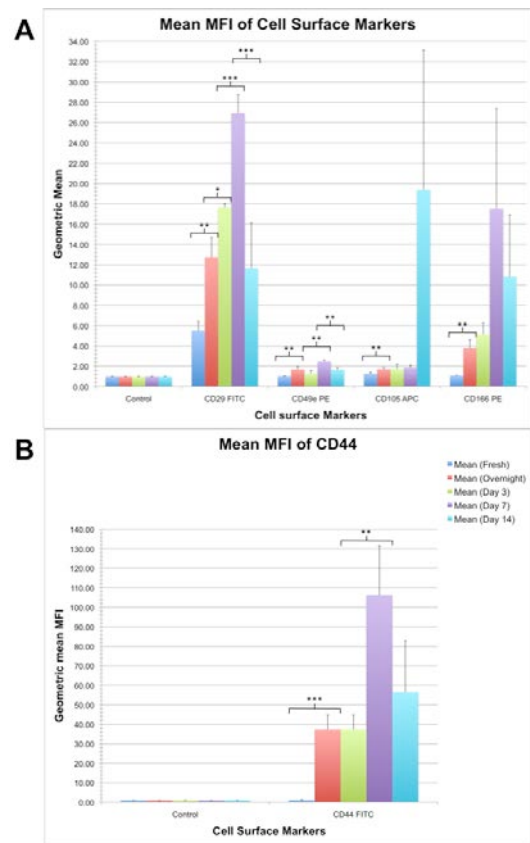 A
Mean MFI of Cell Surface Markers
34.00
32.00
30.00
28.00
26.00
24.00
22.00
20.00
18.00
16.00
14.00
12.00
10.00
8.00
6.00
4.00
2.00
0.00
Geometric Mean
***
***
*
**
**
**
**
**
**
Control CD29 FITC CD49e PE CD105 APC CD166 PE
Cell surface Markers
B
Mean MFI of CD44
Mean (Fresh)
Mean (Overnight)
Mean (Day 3)
Mean (Day 7)
Mean (Day 14)
140.00
130.00
120.00
110.00
100.00
90.00
80.00
70.00
60.00
50.00
40.00
30.00
20.00
10.00
0.00
Geometric mean MFI
**
***
Control CD44 FITC
Cell Surface Markers